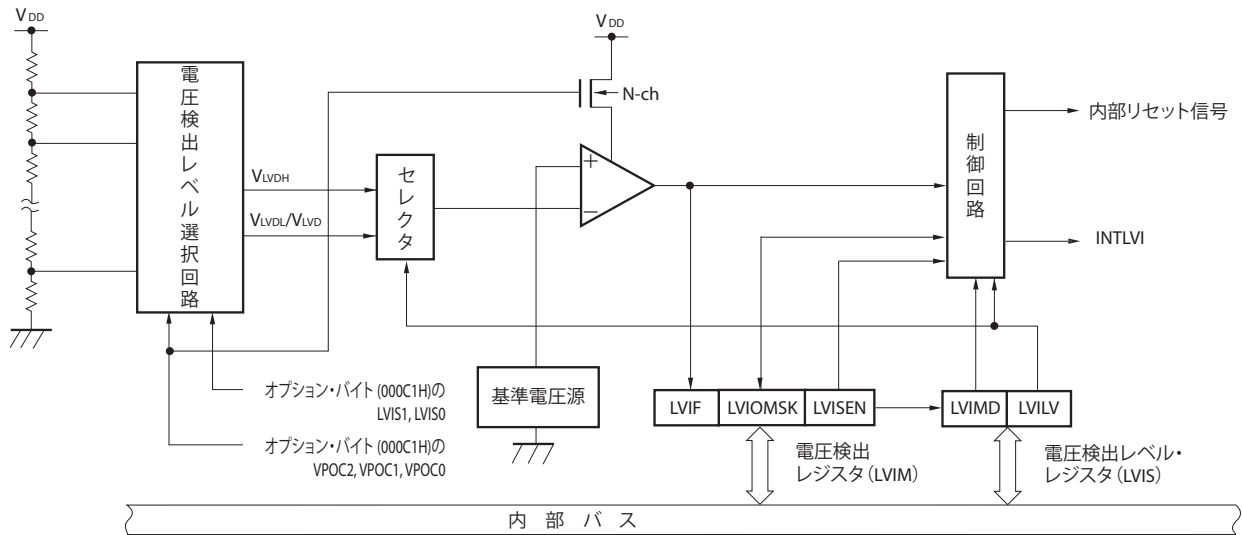 VDD
VDD
電圧検出レベル選択回路
N-ch
VLVDH
VLVDL/VLVD
セレクタ
+
−
制御回路
内部リセット信号
INTLVI
オプション・バイト (000C1H)の
LVIS1, LVIS0
オプション・バイト (000C1H)の
VPOC2, VPOC1, VPOC0
基準電圧源
LVIF
LVIOMSK
LVISEN
LVIMD
LVILV
電圧検出
レジスタ(LVIM)
電圧検出レベル・
レジスタ(LVIS)
内 部 バ ス